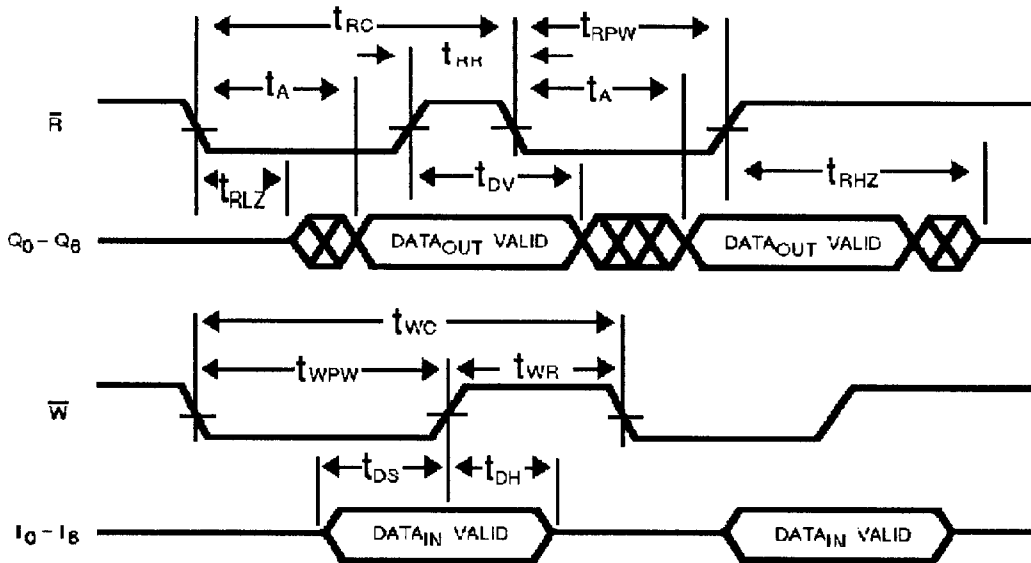 tRC
tRPW
tRR
tA
tA
R̅
tRLZ
tDV
tRHZ
Q0 – Q8
DATAOUT VALID
DATAOUT VALID
tWC
tWPW
tWR
W̅
tDS
tDH
I0 – I8
DATAIN VALID
DATAIN VALID